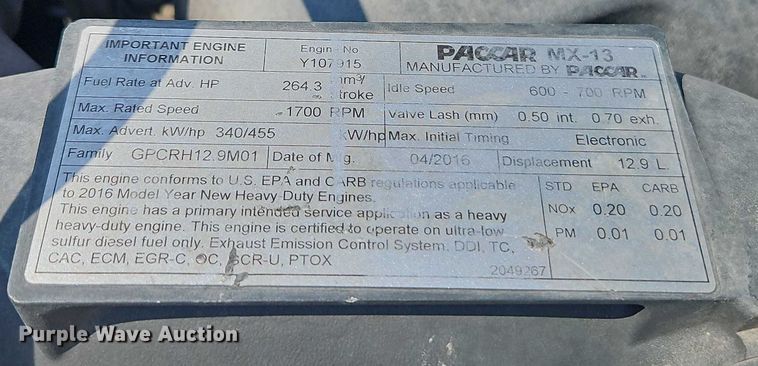 IMPORTANT ENGINE INFORMATION
Engine No. Y107915
PACCAR MX-13
MANUFACTURED BY PACCAR INC
Fuel Rate at Adv. HP 264.3 mm³/stroke
Idle Speed 600 - 700 RPM
Max. Rated Speed 1700 RPM
Valve Lash (mm) 0.50 int. 0.70 exh.
Max. Advert. kW/hp 340/455 kW/hp
Max. Initial Timing Electronic
Family GPCRH12.9M01
Date of Mfg. 04/2016
Displacement 12.9 L.
This engine conforms to U.S. EPA and CARB regulations applicable
to 2016 Model Year New Heavy-Duty Engines.
This engine has a primary intended service application as a heavy
heavy-duty engine. This engine is certified to operate on ultra-low
sulfur diesel fuel only. Exhaust Emission Control System: DDI, TC,
CAC, ECM, EGR-C, OC, SCR-U, PTOX
STD EPA CARB
NOx 0.20 0.20
PM 0.01 0.01
2049267
Purple Wave Auction